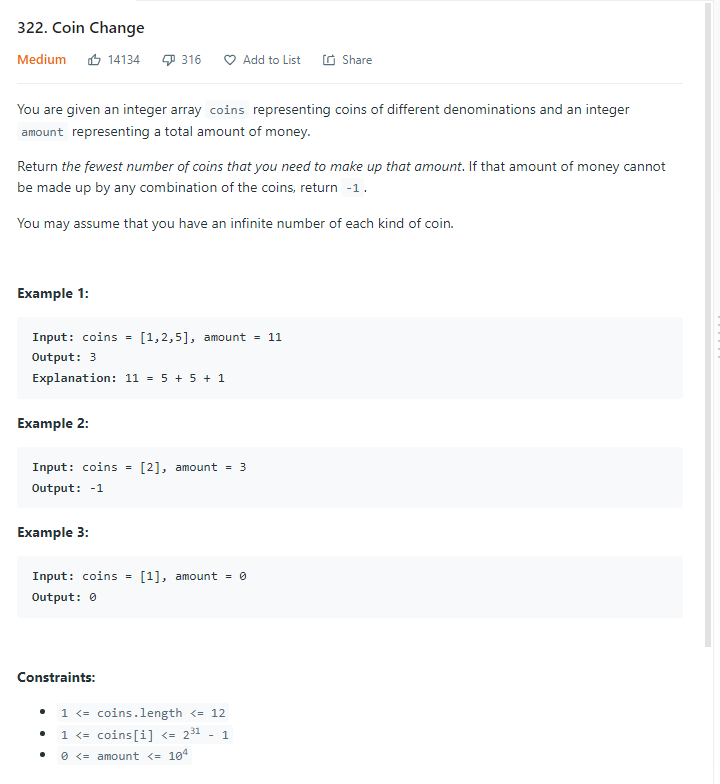 322. Coin Change
Medium 14134 316 Add to List Share
You are given an integer array coins representing coins of different denominations and an integer
amount representing a total amount of money.
Return the fewest number of coins that you need to make up that amount. If that amount of money cannot
be made up by any combination of the coins, return -1.
You may assume that you have an infinite number of each kind of coin.
Example 1:
Input: coins = [1,2,5], amount = 11
Output: 3
Explanation: 11 = 5 + 5 + 1
Example 2:
Input: coins = [2], amount = 3
Output: -1
Example 3:
Input: coins = [1], amount = 0
Output: 0
Constraints:
• 1 <= coins.length <= 12
• 1 <= coins[i] <= 2³¹ - 1
• 0 <= amount <= 10⁴